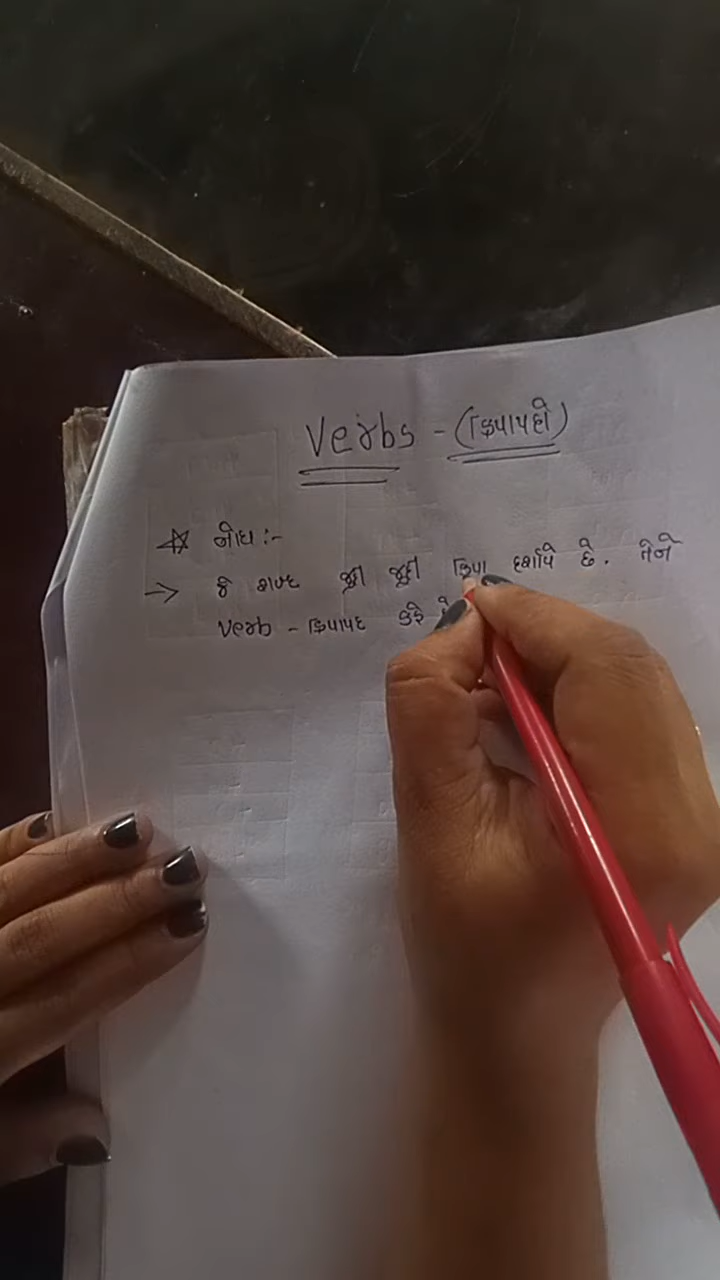 Verbs - (ક્રિયાપદો)
☆ નોંધ :-
→ જે શબ્દ જુદી જુદી ક્રિયા દર્શાવે છે. તેને
Verb - ક્રિયાપદ કહે છે